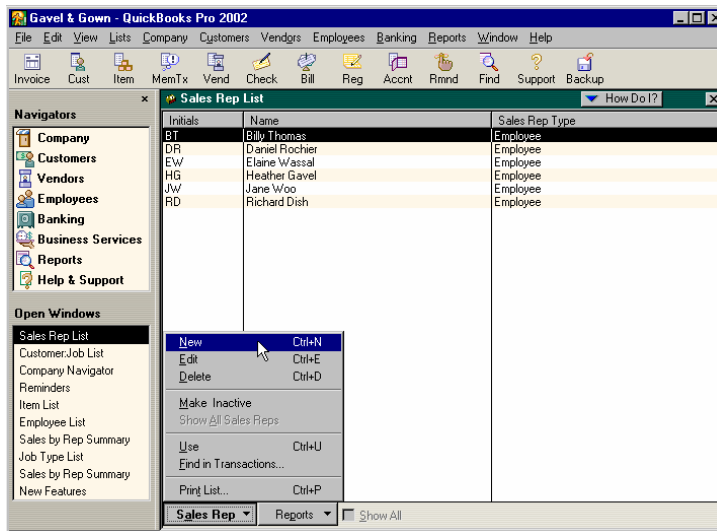 Gavel & Gown - QuickBooks Pro 2002
File Edit View Lists Company Customers Vendors Employees Banking Reports Window Help
Invoice Cust Item MemTx Vend Check Bill Reg Accnt Rmnd Find Support Backup
Navigators
Company
Customers
Vendors
Employees
Banking
Business Services
Reports
Help & Support
Open Windows
Sales Rep List
Customer:Job List
Company Navigator
Reminders
Item List
Employee List
Sales by Rep Summary
Job Type List
Sales by Rep Summary
New Features
Sales Rep List How Do I?
Initials Name Sales Rep Type
BT Billy Thomas Employee
DR Daniel Rochier Employee
EW Elaine Wassal Employee
HG Heather Gavel Employee
JW Jane Woo Employee
RD Richard Dish Employee
New Ctrl+N
Edit Ctrl+E
Delete Ctrl+D
Make Inactive
Show All Sales Reps
Use Ctrl+U
Find in Transactions...
Print List... Ctrl+P
Sales Rep Reports Show All